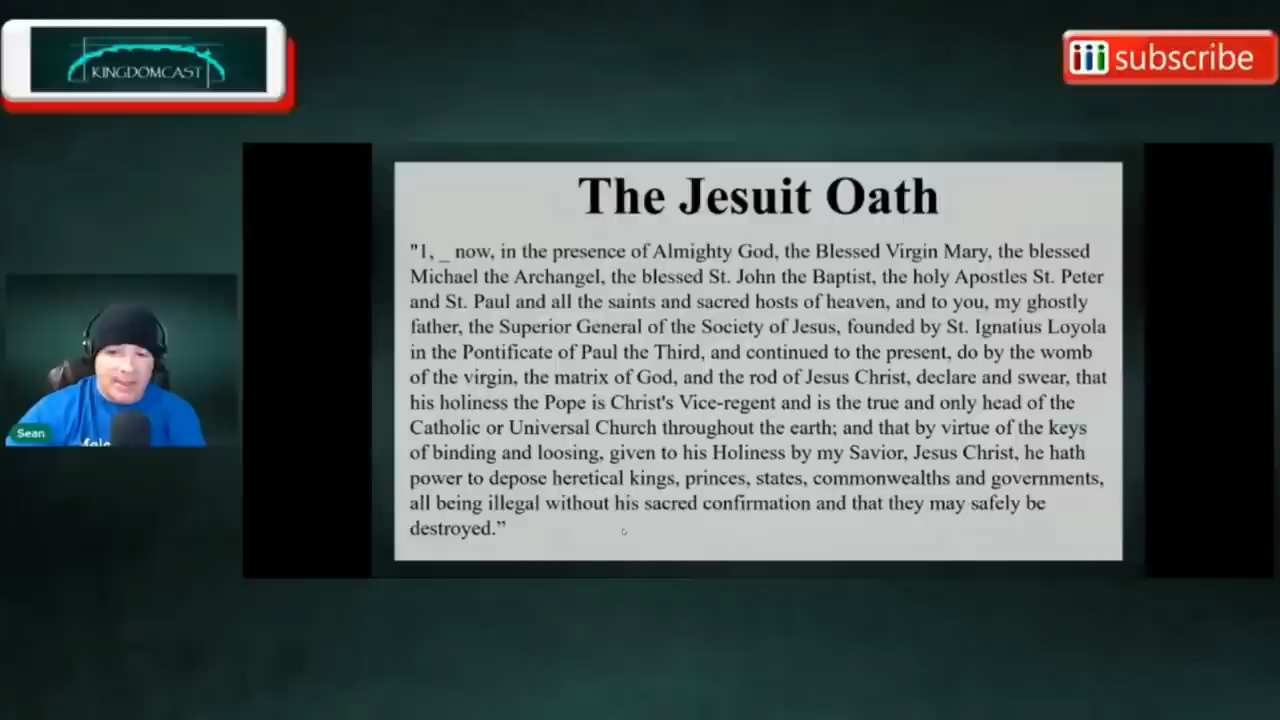 KINGDOMCAST
subscribe
The Jesuit Oath
"I, _ now, in the presence of Almighty God, the Blessed Virgin Mary, the blessed
Michael the Archangel, the blessed St. John the Baptist, the holy Apostles St. Peter
and St. Paul and all the saints and sacred hosts of heaven, and to you, my ghostly
father, the Superior General of the Society of Jesus, founded by St. Ignatius Loyola
in the Pontificate of Paul the Third, and continued to the present, do by the womb
of the virgin, the matrix of God, and the rod of Jesus Christ, declare and swear, that
his holiness the Pope is Christ's Vice-regent and is the true and only head of the
Catholic or Universal Church throughout the earth; and that by virtue of the keys
of binding and loosing, given to his Holiness by my Savior, Jesus Christ, he hath
power to depose heretical kings, princes, states, commonwealths and governments,
all being illegal without his sacred confirmation and that they may safely be
destroyed.”
Sean